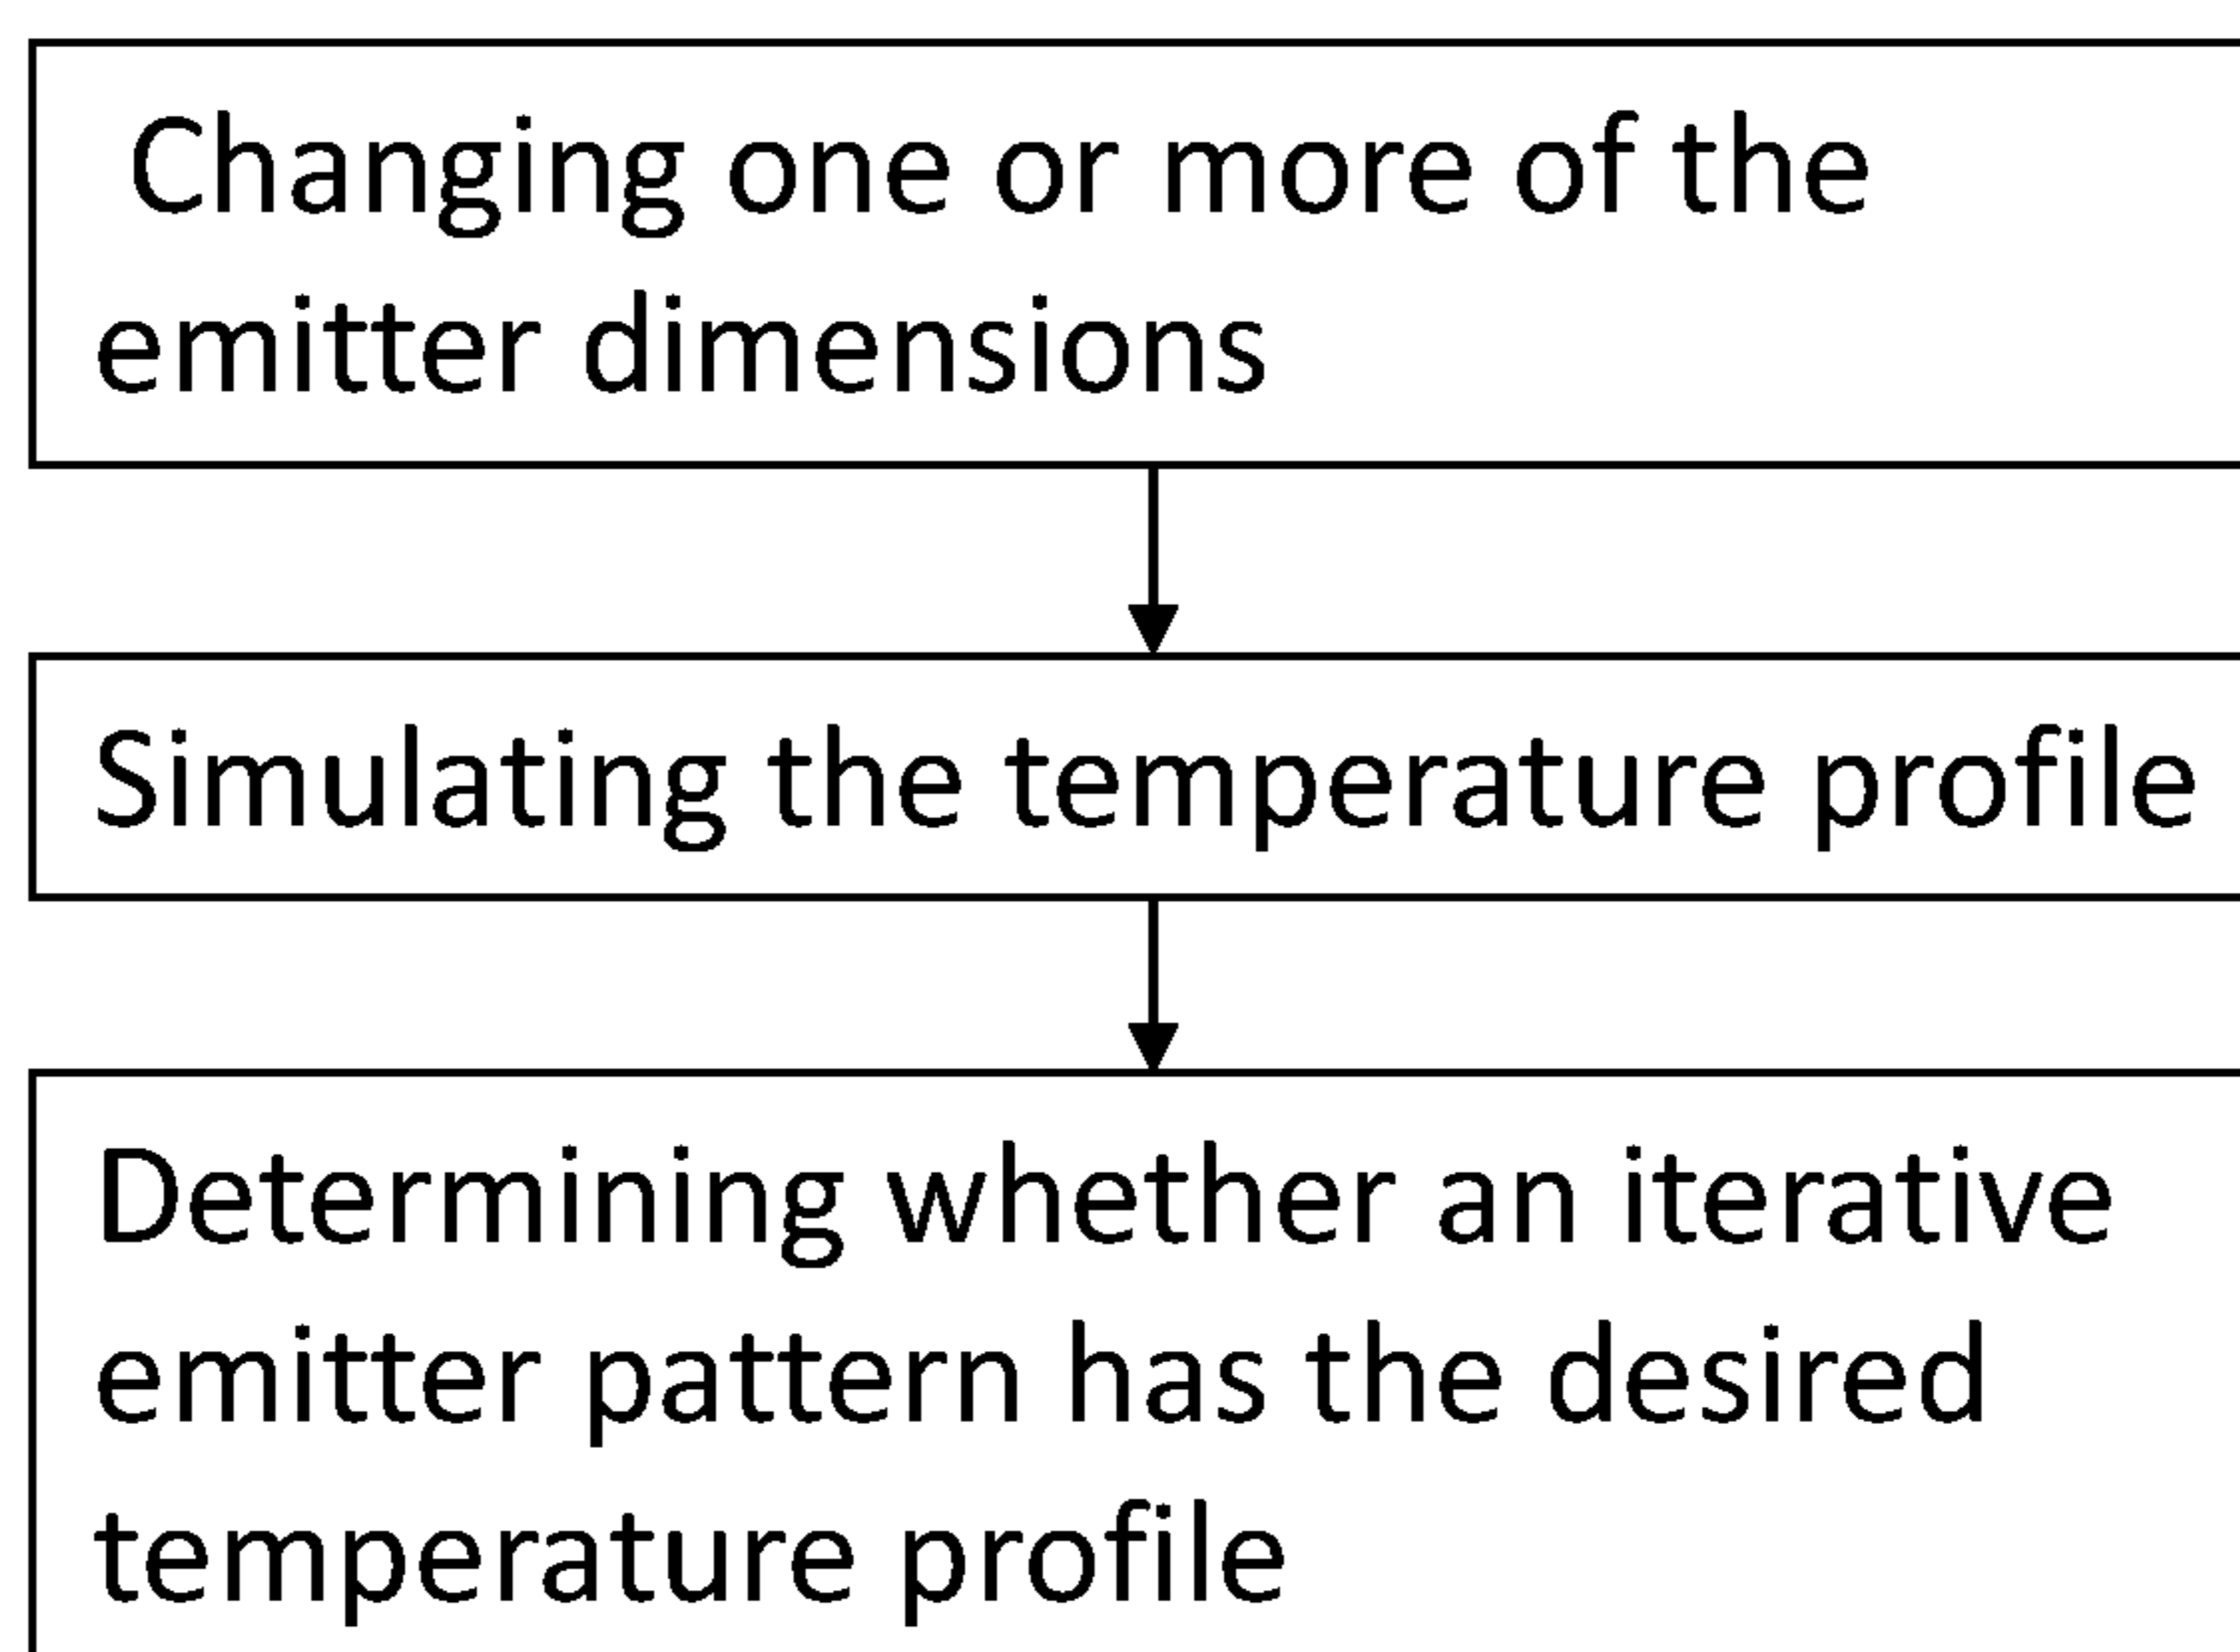 Changing one or more of the
emitter dimensions
Simulating the temperature profile
Determining whether an iterative
emitter pattern has the desired
temperature profile